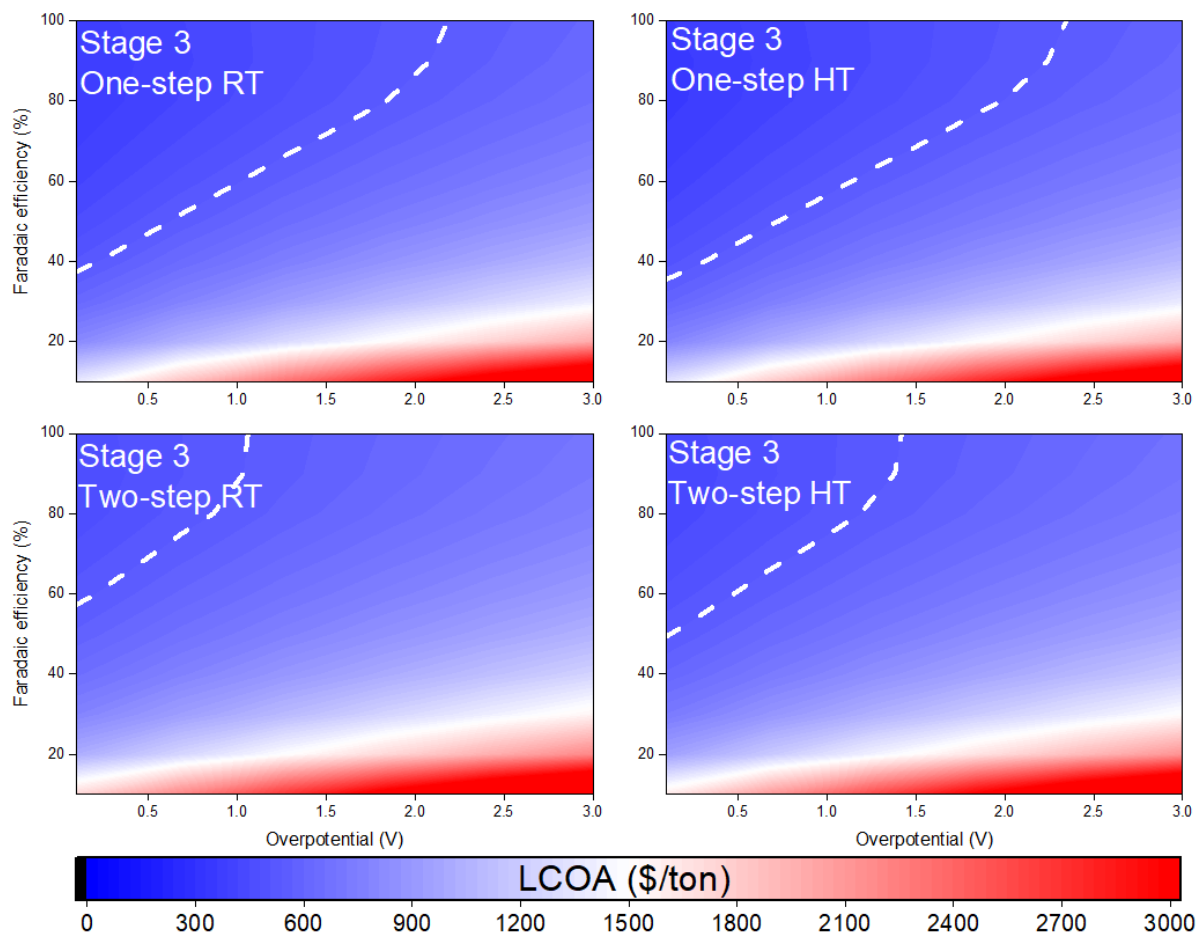 Stage 3
One-step RT
Faradaic efficiency (%)
100
80
60
40
20
0.5 1.0 1.5 2.0 2.5 3.0
Stage 3
One-step HT
100
80
60
40
20
0.5 1.0 1.5 2.0 2.5 3.0
Stage 3
Two-step RT
Faradaic efficiency (%)
100
80
60
40
20
0.5 1.0 1.5 2.0 2.5 3.0
Overpotential (V)
Stage 3
Two-step HT
100
80
60
40
20
0.5 1.0 1.5 2.0 2.5 3.0
Overpotential (V)
LCOA ($/ton)
0 300 600 900 1200 1500 1800 2100 2400 2700 3000